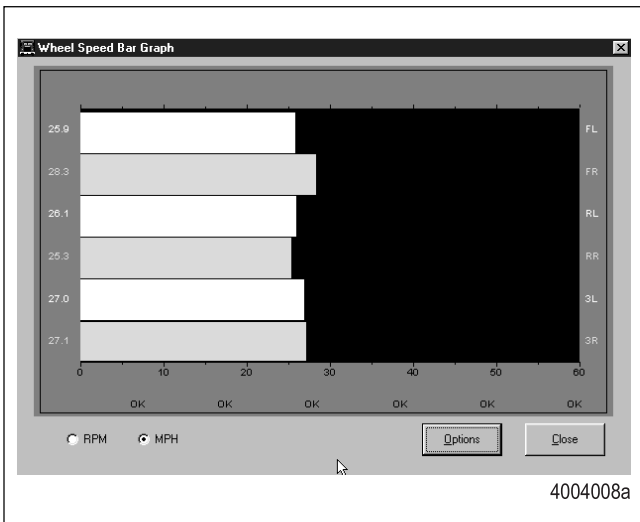 Wheel Speed Bar Graph
25.9 FL
28.3 FR
26.1 RL
25.3 RR
27.0 3L
27.1 3R
0 10 20 30 40 50 60
OK OK OK OK OK OK
RPM MPH Options Close
4004008a